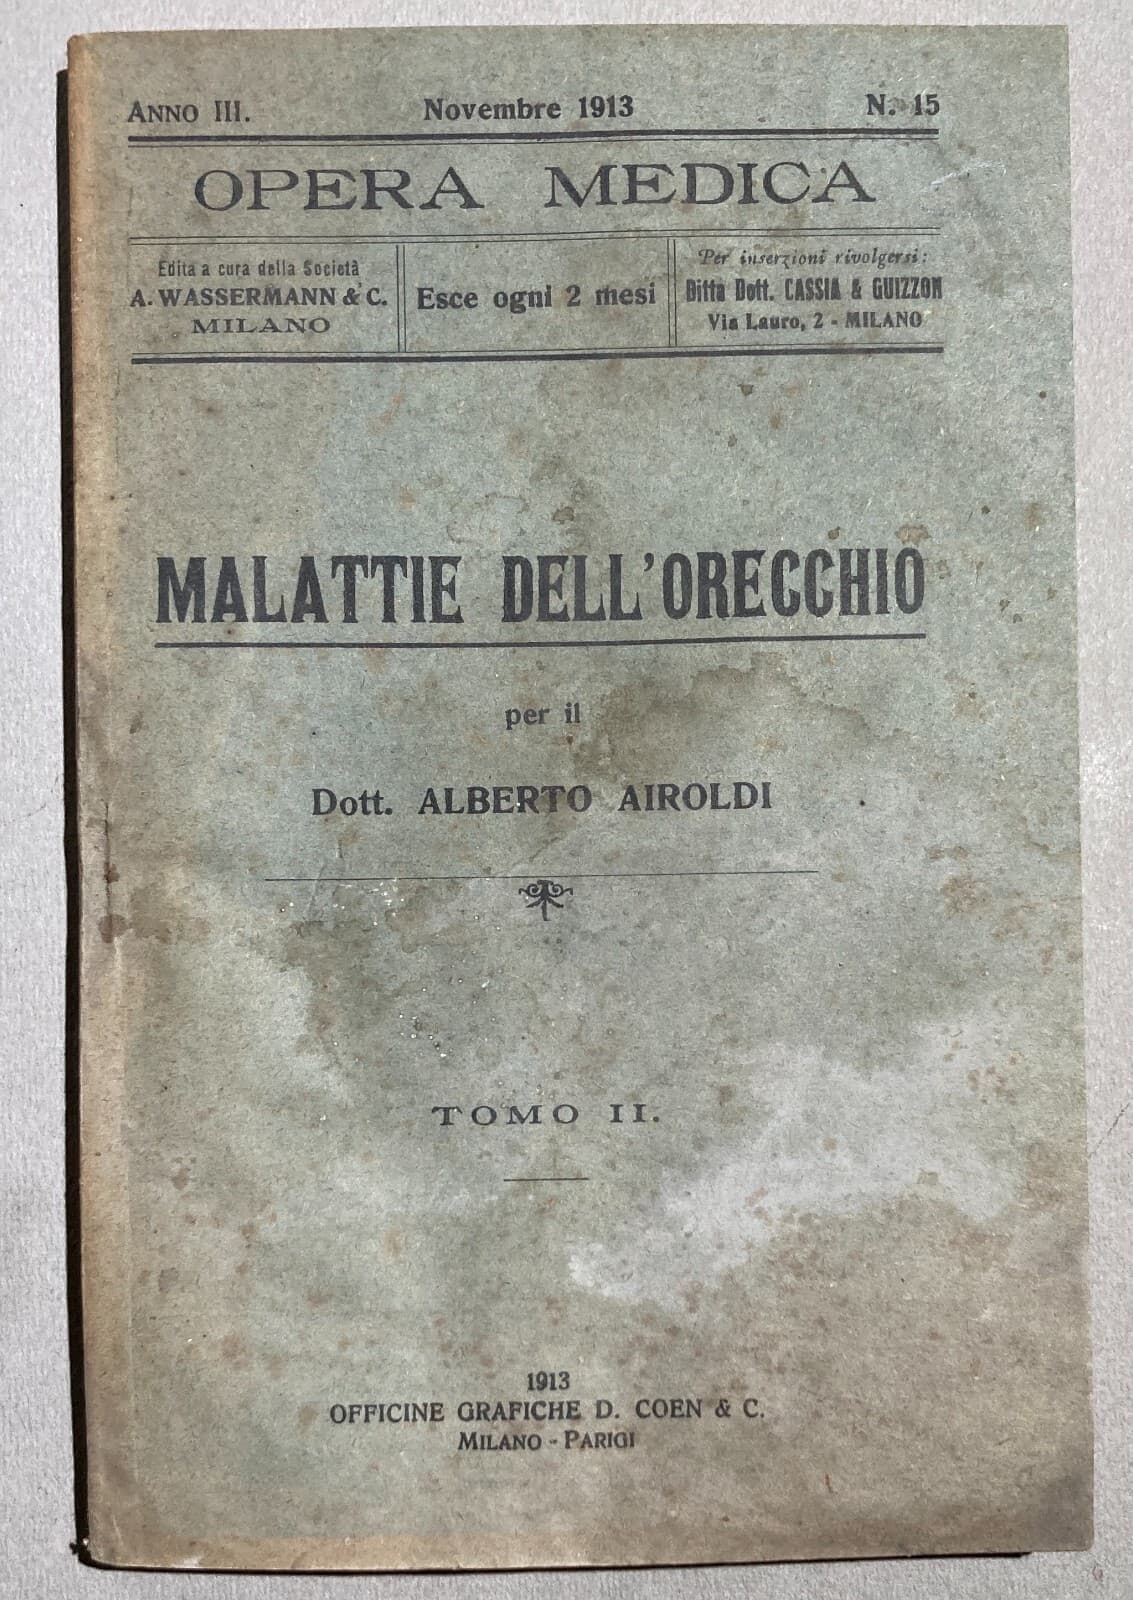 ANNO III. Novembre 1913 N. 15
OPERA MEDICA
Edita a cura della Società
A. WASSERMANN & C.
MILANO
Esce ogni 2 mesi
Per inserzioni rivolgersi:
Ditta Dott. CASSIA & GUIZZON
Via Lauro, 2 - MILANO
MALATTIE DELL'ORECCHIO
per il
Dott. ALBERTO AIROLDI
TOMO II.
1913
OFFICINE GRAFICHE D. COEN & C.
MILANO - PARIGI